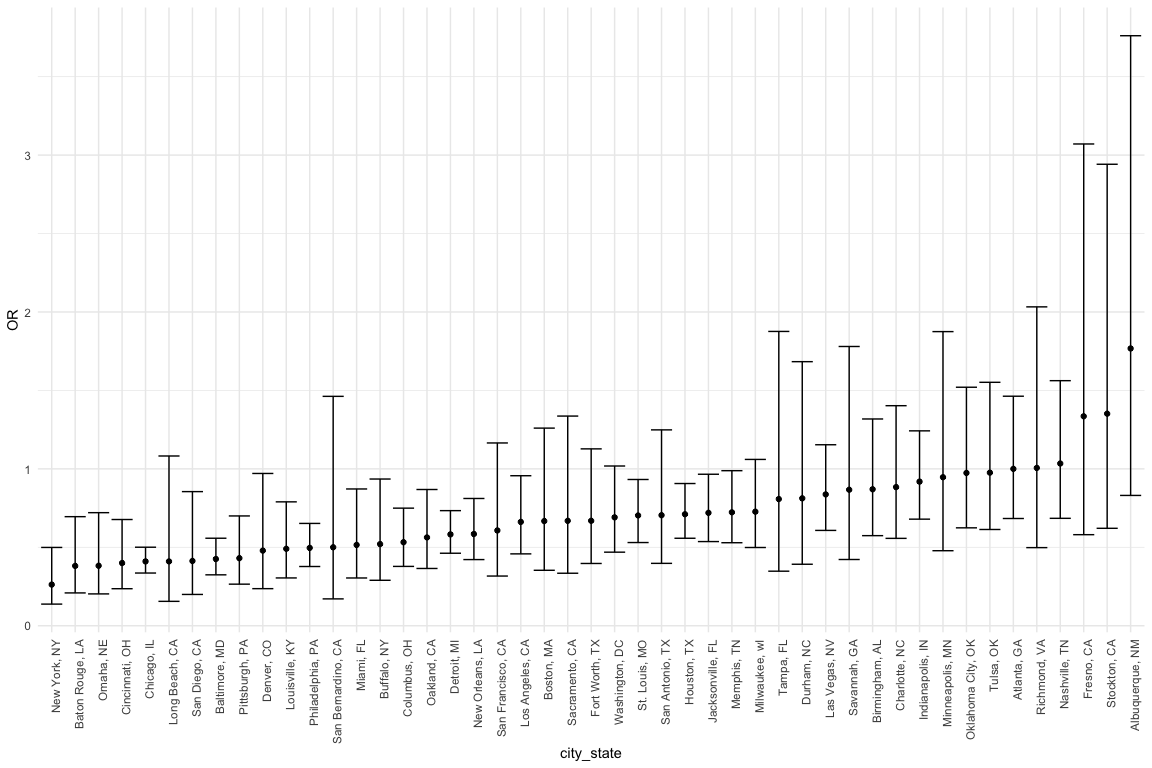 OR
3
2
1
0
New York, NY
Baton Rouge, LA
Omaha, NE
Cincinnati, OH
Chicago, IL
Long Beach, CA
San Diego, CA
Baltimore, MD
Pittsburgh, PA
Denver, CO
Louisville, KY
Philadelphia, PA
San Bernardino, CA
Miami, FL
Buffalo, NY
Columbus, OH
Oakland, CA
Detroit, MI
New Orleans, LA
San Francisco, CA
Los Angeles, CA
Boston, MA
Sacramento, CA
Fort Worth, TX
Washington, DC
St. Louis, MO
San Antonio, TX
Houston, TX
Jacksonville, FL
Memphis, TN
Milwaukee, wI
Tampa, FL
Durham, NC
Las Vegas, NV
Savannah, GA
Birmingham, AL
Charlotte, NC
Indianapolis, IN
Minneapolis, MN
Oklahoma City, OK
Tulsa, OK
Atlanta, GA
Richmond, VA
Nashville, TN
Fresno, CA
Stockton, CA
Albuquerque, NM
city_state